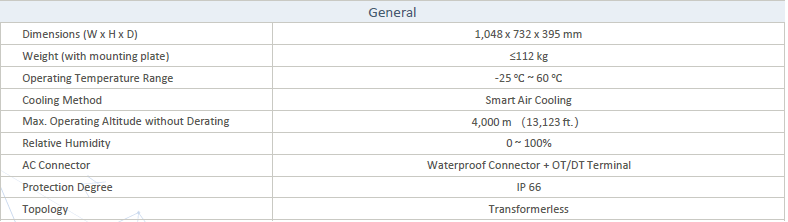 General
Dimensions (W x H x D) 1,048 x 732 x 395 mm
Weight (with mounting plate) ≤112 kg
Operating Temperature Range -25 °C ~ 60 °C
Cooling Method Smart Air Cooling
Max. Operating Altitude without Derating 4,000 m （13,123 ft.）
Relative Humidity 0 ~ 100%
AC Connector Waterproof Connector + OT/DT Terminal
Protection Degree IP 66
Topology Transformerless